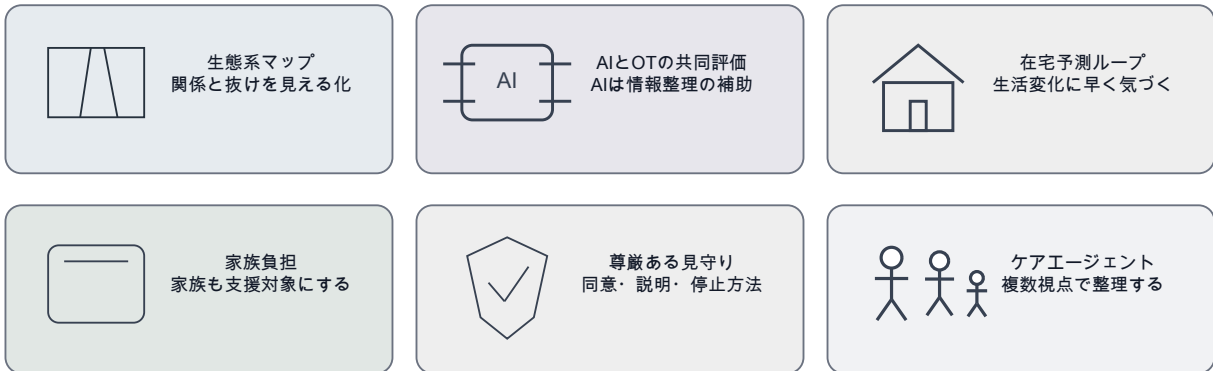 生態系マップ
関係と抜けを見える化
AI
AIとOTの共同評価
AIは情報整理の補助
在宅予測ループ
生活変化に早く気づく
家族負担
家族も支援対象にする
尊厳ある見守り
同意・説明・停止方法
ケアエージェント
複数視点で整理する